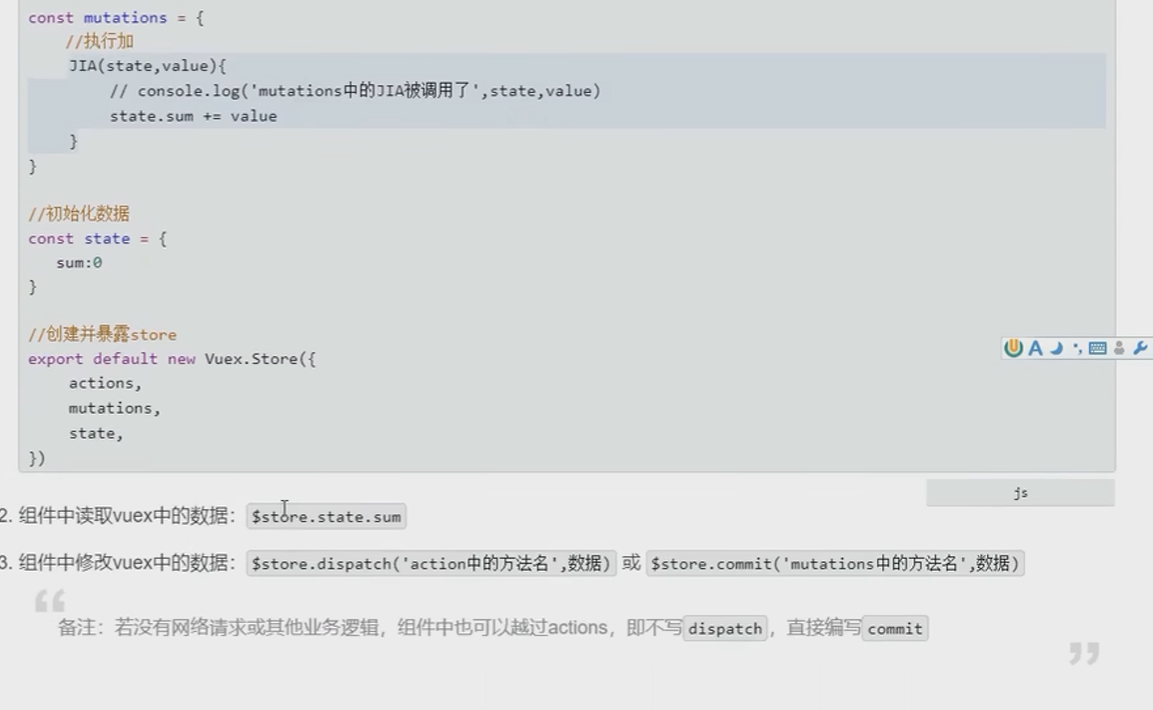 const mutations = {
//执行加
JIA(state,value){
// console.log('mutations中的JIA被调用了',state,value)
state.sum += value
}
}
//初始化数据
const state = {
sum:0
}
//创建并暴露store
export default new Vuex.Store({
actions,
mutations,
state,
})
js
2. 组件中读取vuex中的数据：$store.state.sum
3. 组件中修改vuex中的数据：$store.dispatch('action中的方法名',数据) 或 $store.commit('mutations中的方法名',数据)
备注：若没有网络请求或其他业务逻辑，组件中也可以越过actions，即不写dispatch，直接编写commit